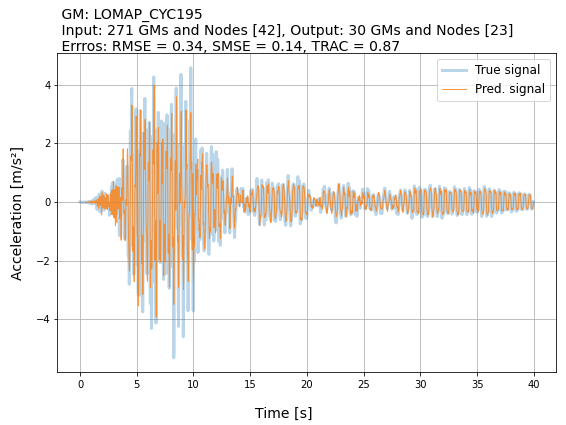 GM: LOMAP_CYC195
Input: 271 GMs and Nodes [42], Output: 30 GMs and Nodes [23]
Errros: RMSE = 0.34, SMSE = 0.14, TRAC = 0.87
True signal
Pred. signal
Acceleration [m/s²]
4
2
0
−2
−4
0 5 10 15 20 25 30 35 40
Time [s]